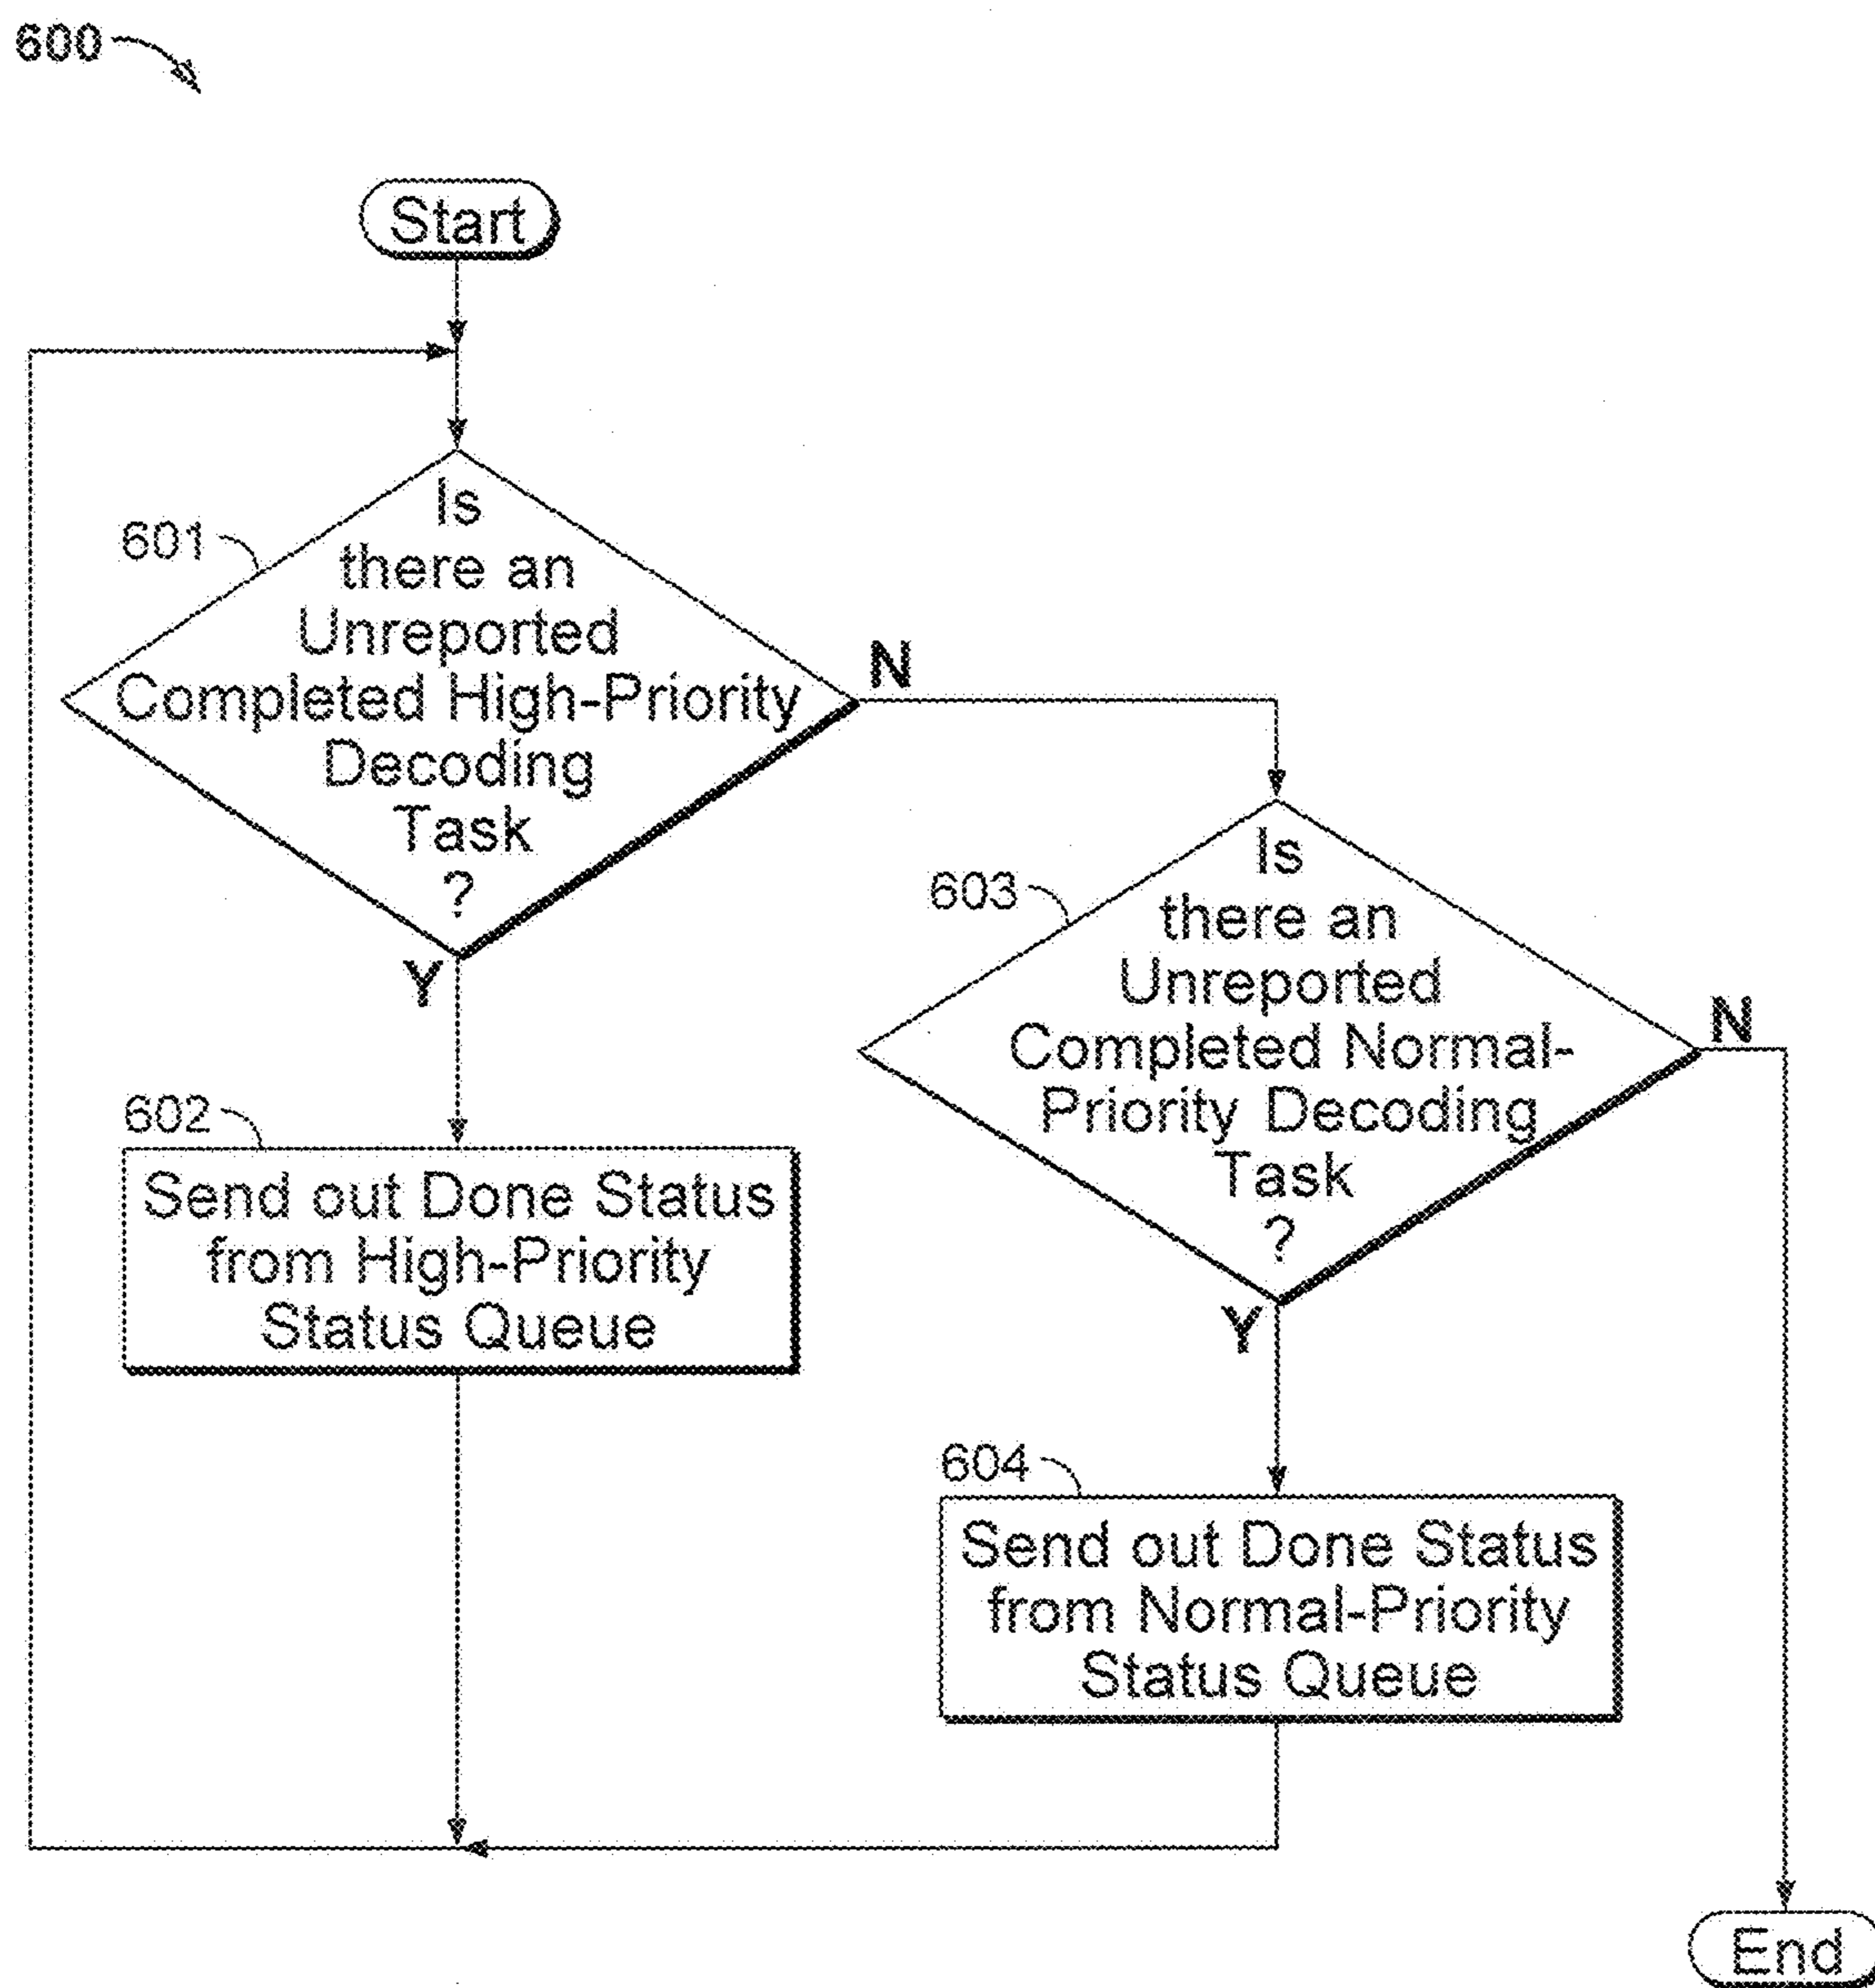 600
Start
601
Is
there an
Unreported
Completed High-Priority
Decoding
Task
?
N
Y
602
Send out Done Status
from High-Priority
Status Queue
603
Is
there an
Unreported
Completed Normal-
Priority Decoding
Task
?
N
Y
604
Send out Done Status
from Normal-Priority
Status Queue
End